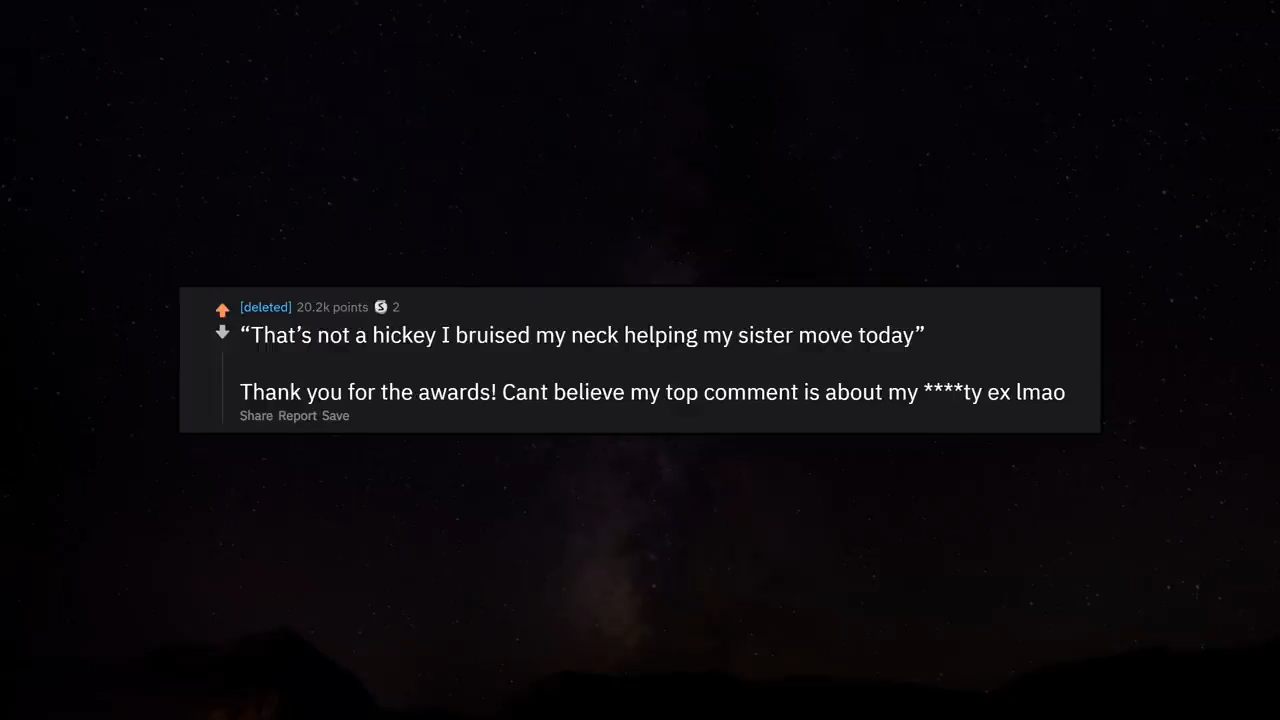 [deleted] 20.2k points S 2
“That’s not a hickey I bruised my neck helping my sister move today”
Thank you for the awards! Cant believe my top comment is about my ****ty ex lmao
Share Report Save